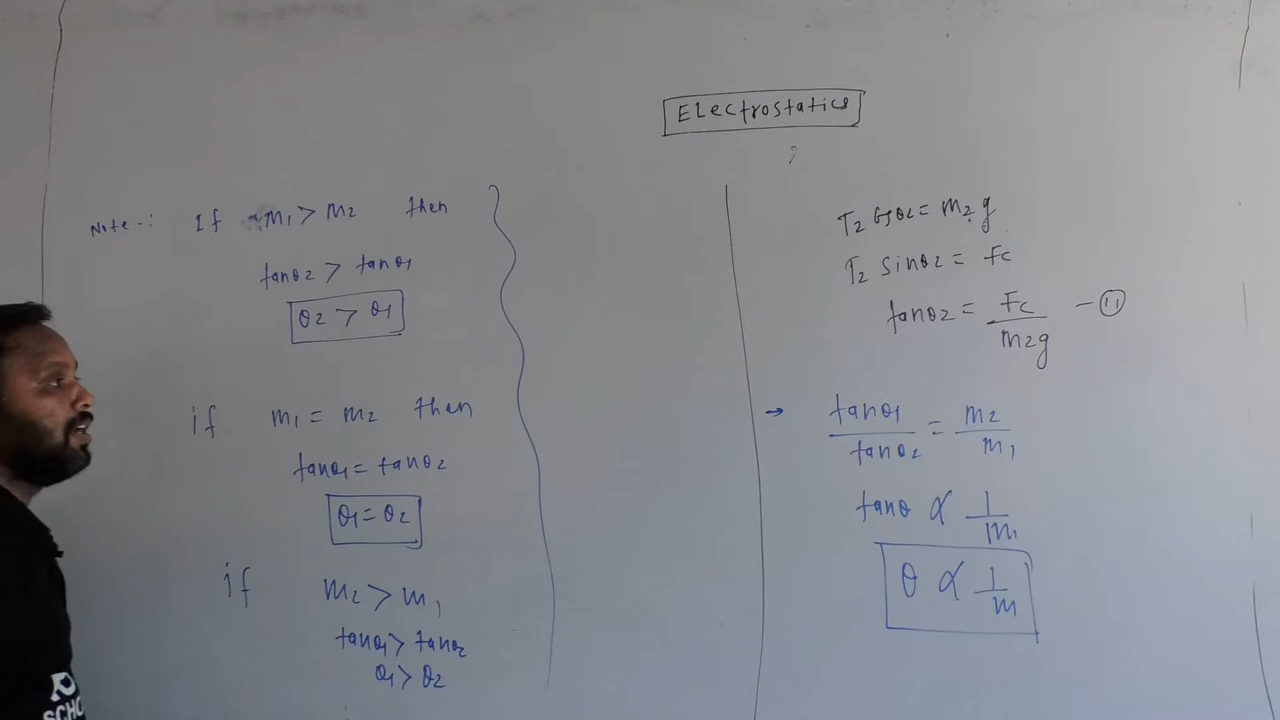 Electrostatics
Note -: If m₁ > m₂ then
tanθ₂ > tanθ₁
θ₂ > θ₁
if m₁ = m₂ then
tanθ₁ = tanθ₂
θ₁ = θ₂
if m₂ > m₁
tanθ₁ > tanθ₂
θ₁ > θ₂
T₂ cosθ₂ = m₂g
T₂ sinθ₂ = Fc
tanθ₂ = Fc / m₂g - (11)
→ tanθ₁ / tanθ₂ = m₂ / m₁
tanθ ∝ 1 / m
θ ∝ 1 / m